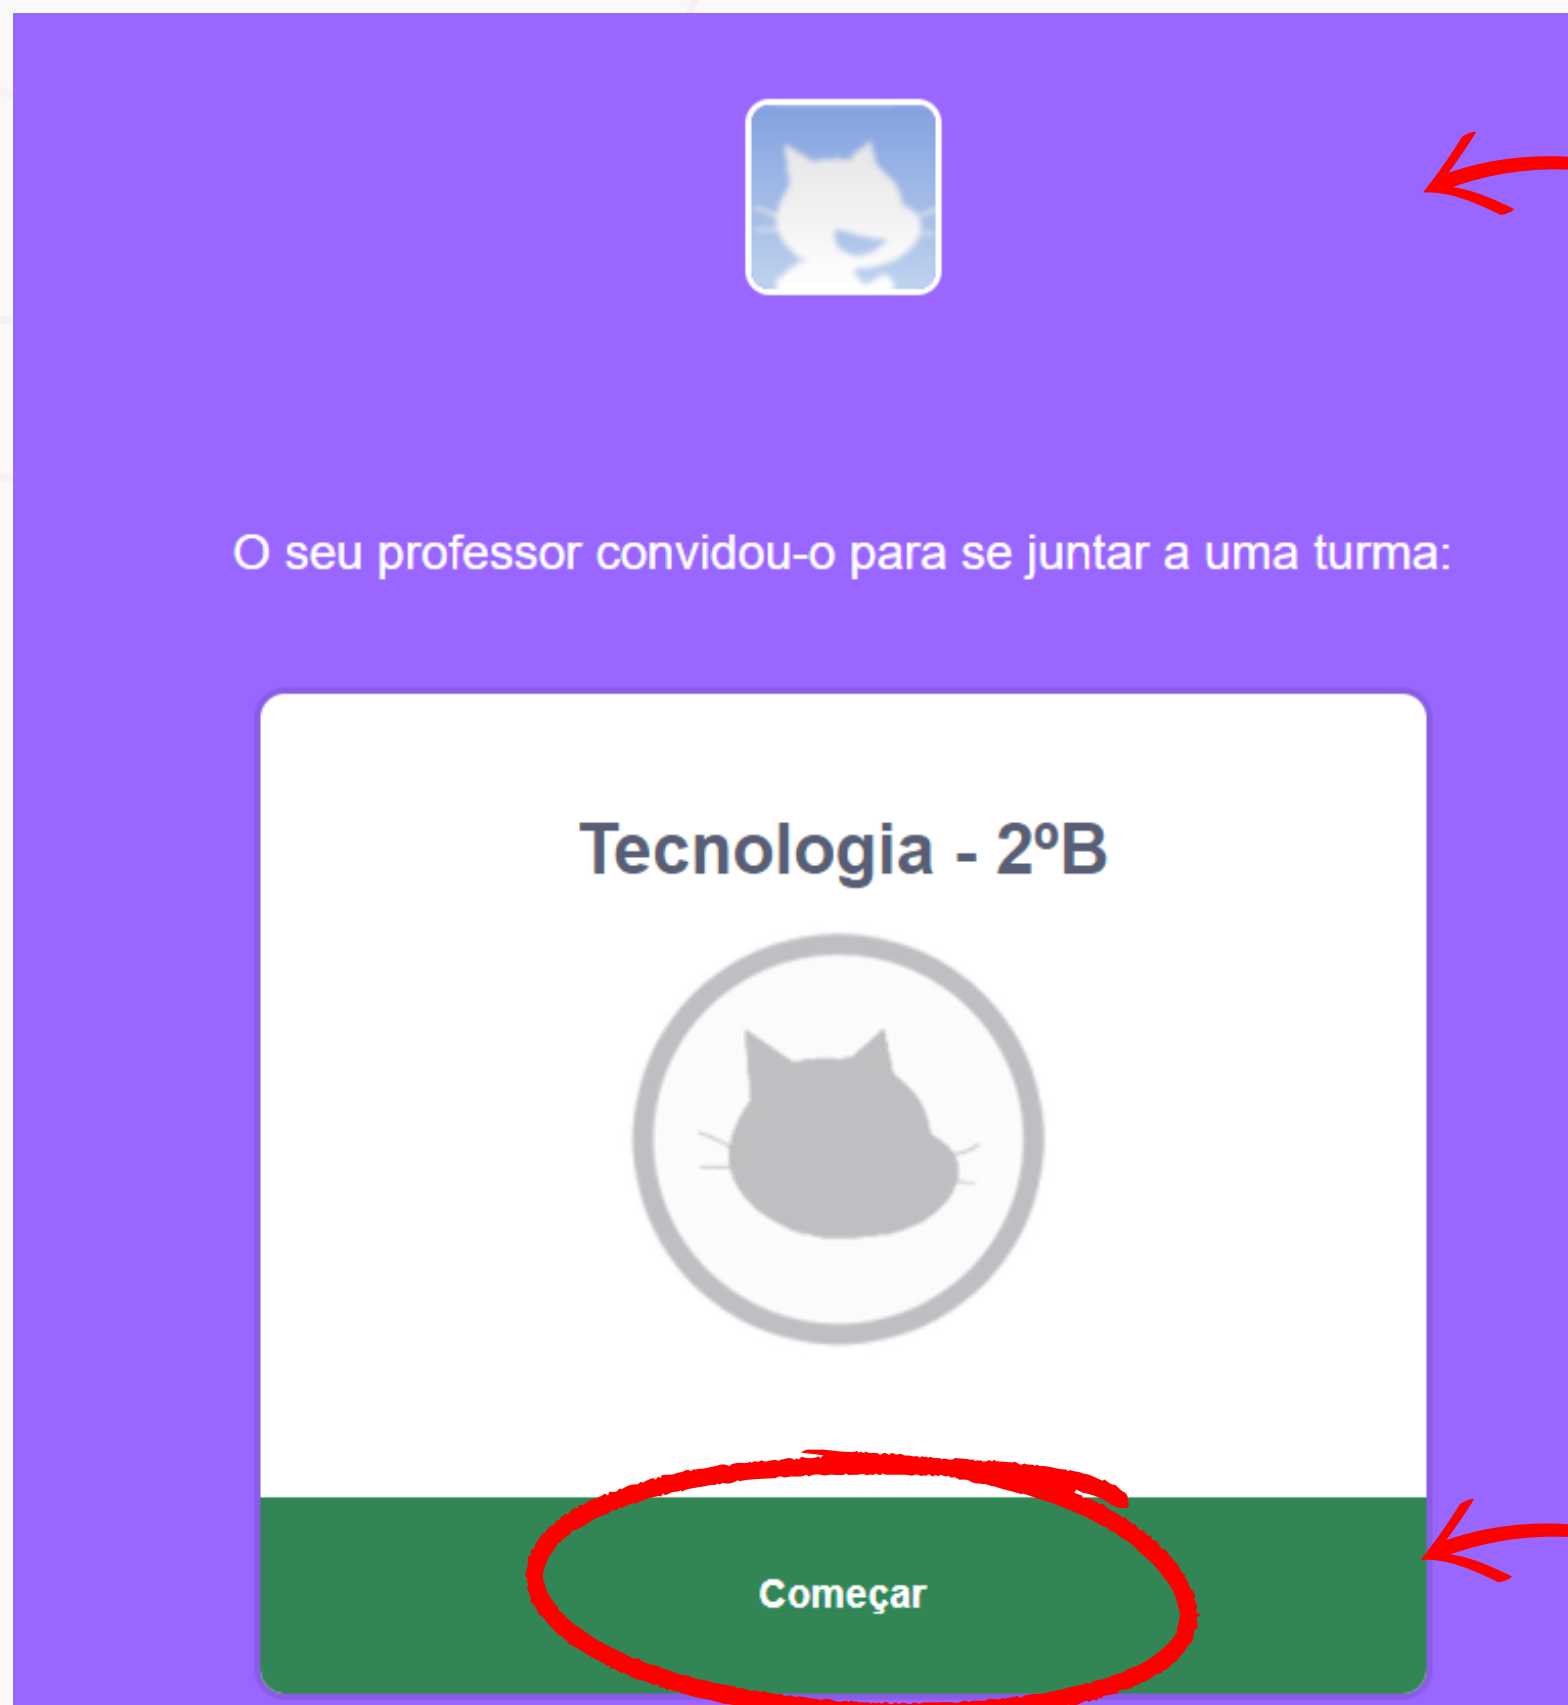 O seu professor convidou-o para se juntar a uma turma:
Tecnologia - 2ºB
Começar